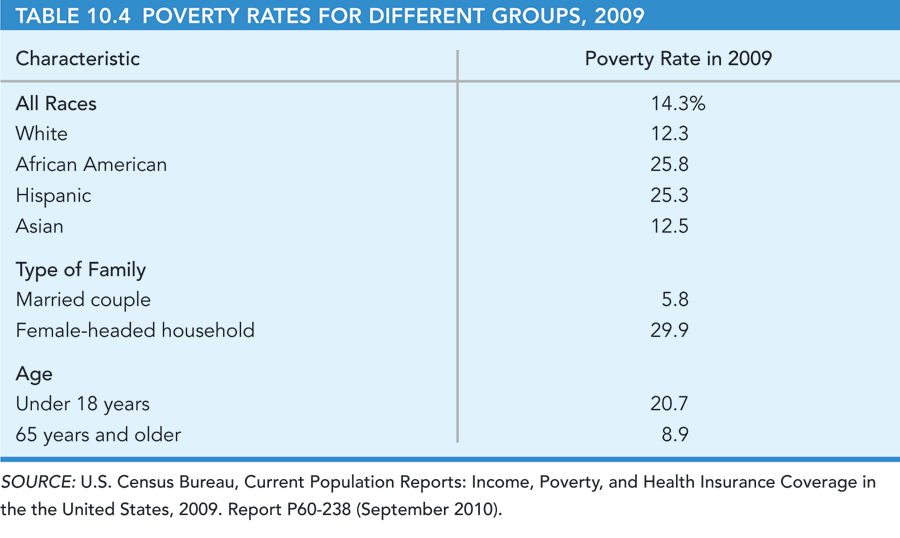 TABLE 10.4 POVERTY RATES FOR DIFFERENT GROUPS, 2009
Characteristic Poverty Rate in 2009
All Races 14.3%
White 12.3
African American 25.8
Hispanic 25.3
Asian 12.5
Type of Family
Married couple 5.8
Female-headed household 29.9
Age
Under 18 years 20.7
65 years and older 8.9
SOURCE: U.S. Census Bureau, Current Population Reports: Income, Poverty, and Health Insurance Coverage in
the the United States, 2009. Report P60-238 (September 2010).